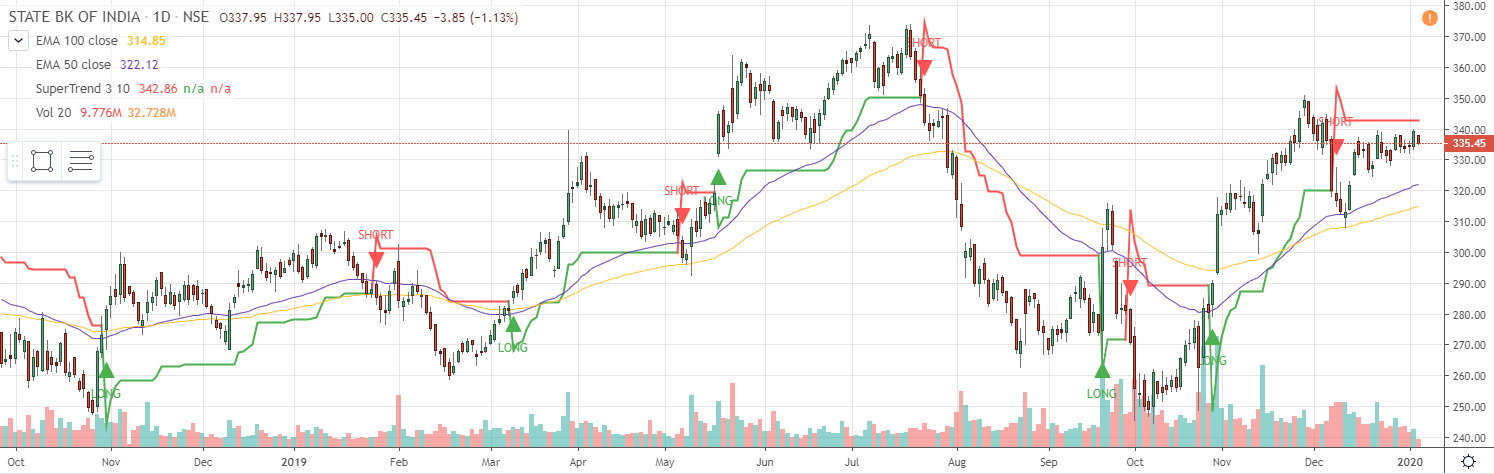 STATE BK OF INDIA · 1D · NSE O337.95 H337.95 L335.00 C335.45 −3.85 (−1.13%)
EMA 100 close 314.85
EMA 50 close 322.12
SuperTrend 3 10 342.86 n/a n/a
Vol 20 9.776M 32.728M
380.00
370.00
360.00
350.00
340.00
335.45
330.00
320.00
310.00
300.00
290.00
280.00
270.00
260.00
250.00
240.00
LONG
SHORT
LONG
SHORT
LONG
SHORT
LONG
SHORT
LONG
SHORT
Oct Nov Dec 2019 Feb Mar Apr May Jun Jul Aug Sep Oct Nov Dec 2020